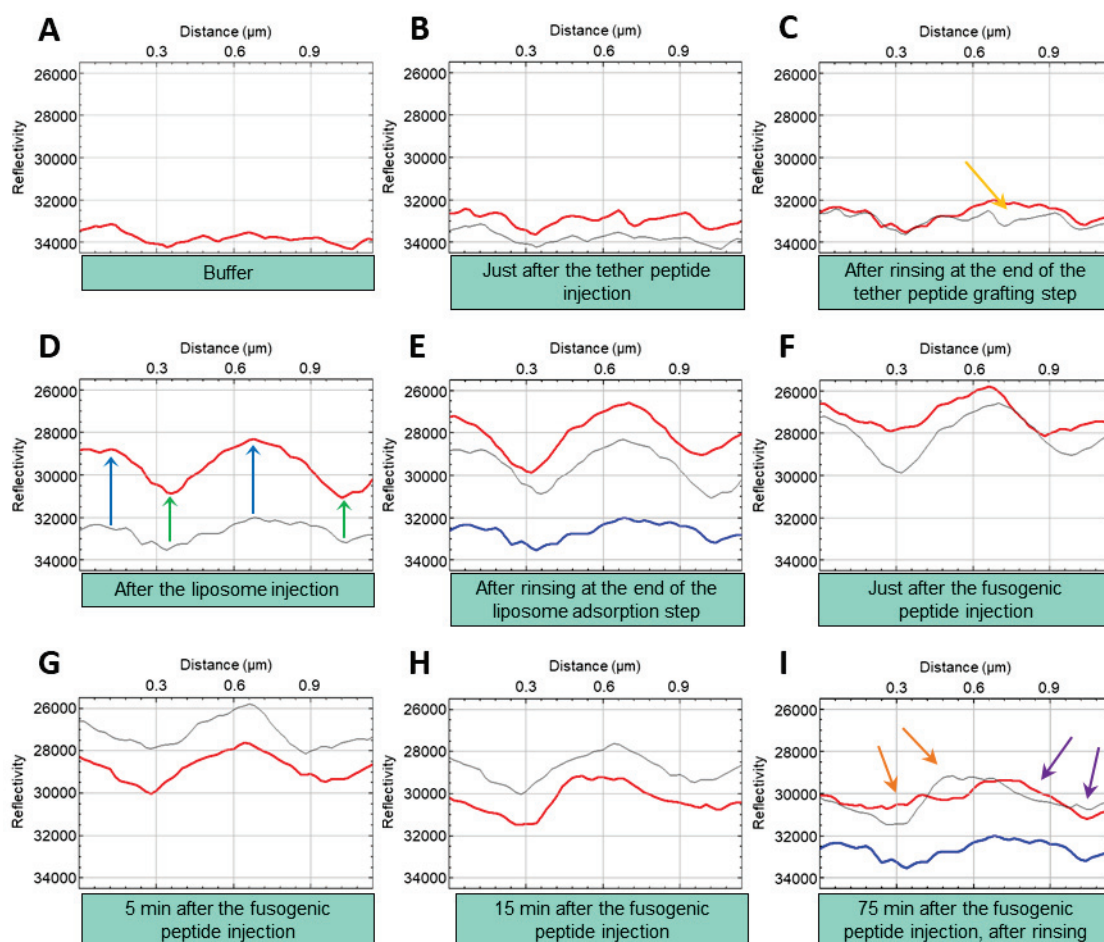 A
Distance (µm)
0.3 0.6 0.9
Reflectivity
26000
28000
30000
32000
34000
Buffer
B
Distance (µm)
0.3 0.6 0.9
Reflectivity
26000
28000
30000
32000
34000
Just after the tether peptide
injection
C
Distance (µm)
0.3 0.6 0.9
Reflectivity
26000
28000
30000
32000
34000
After rinsing at the end of the
tether peptide grafting step
D
Distance (µm)
0.3 0.6 0.9
Reflectivity
26000
28000
30000
32000
34000
After the liposome injection
E
Distance (µm)
0.3 0.6 0.9
Reflectivity
26000
28000
30000
32000
34000
After rinsing at the end of the
liposome adsorption step
F
Distance (µm)
0.3 0.6 0.9
Reflectivity
26000
28000
30000
32000
34000
Just after the fusogenic
peptide injection
G
Distance (µm)
0.3 0.6 0.9
Reflectivity
26000
28000
30000
32000
34000
5 min after the fusogenic
peptide injection
H
Distance (µm)
0.3 0.6 0.9
Reflectivity
26000
28000
30000
32000
34000
15 min after the fusogenic
peptide injection
I
Distance (µm)
0.3 0.6 0.9
Reflectivity
26000
28000
30000
32000
34000
75 min after the fusogenic
peptide injection, after rinsing